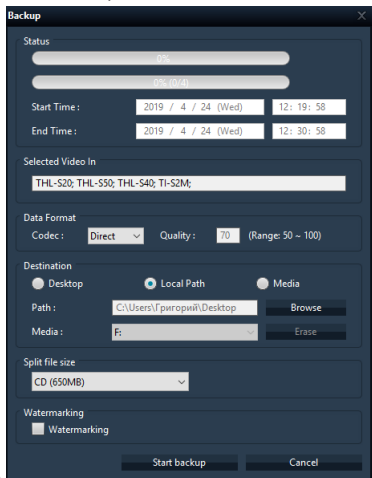 Backup
Status
0%
0% (0/4)
Start Time : 2019 / 4 / 24 (Wed) 12: 19: 58
End Time : 2019 / 4 / 24 (Wed) 12: 30: 58
Selected Video In
THL-S20; THL-S50; THL-S40; TI-S2M;
Data Format
Codec : Direct Quality : 70 (Range: 50 ~ 100)
Destination
Desktop Local Path Media
Path : C:\Users\Григорий\Desktop Browse
Media : F: Erase
Split file size
CD (650MB)
Watermarking
Watermarking
Start backup Cancel